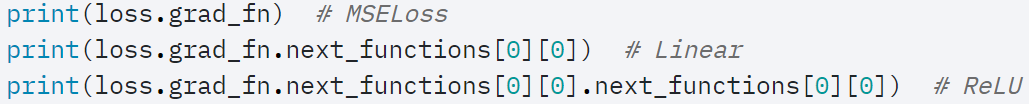 print(loss.grad_fn)  # MSELoss
print(loss.grad_fn.next_functions[0][0])  # Linear
print(loss.grad_fn.next_functions[0][0].next_functions[0][0])  # ReLU